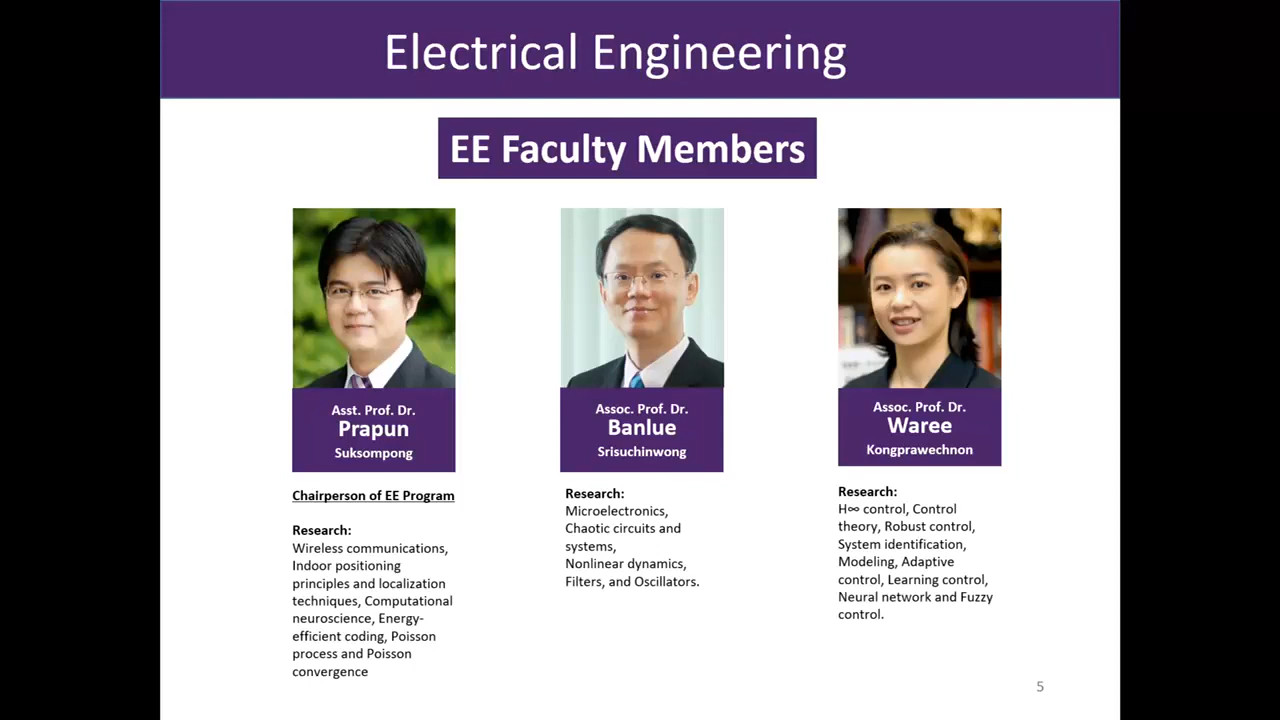 Electrical Engineering
EE Faculty Members
Asst. Prof. Dr.
Prapun
Suksompong
Chairperson of EE Program
Research:
Wireless communications,
Indoor positioning
principles and localization
techniques, Computational
neuroscience, Energy-
efficient coding, Poisson
process and Poisson
convergence
Assoc. Prof. Dr.
Banlue
Srisuchinwong
Research:
Microelectronics,
Chaotic circuits and
systems,
Nonlinear dynamics,
Filters, and Oscillators.
Assoc. Prof. Dr.
Waree
Kongprawechnon
Research:
H∞ control, Control
theory, Robust control,
System identification,
Modeling, Adaptive
control, Learning control,
Neural network and Fuzzy
control.
5